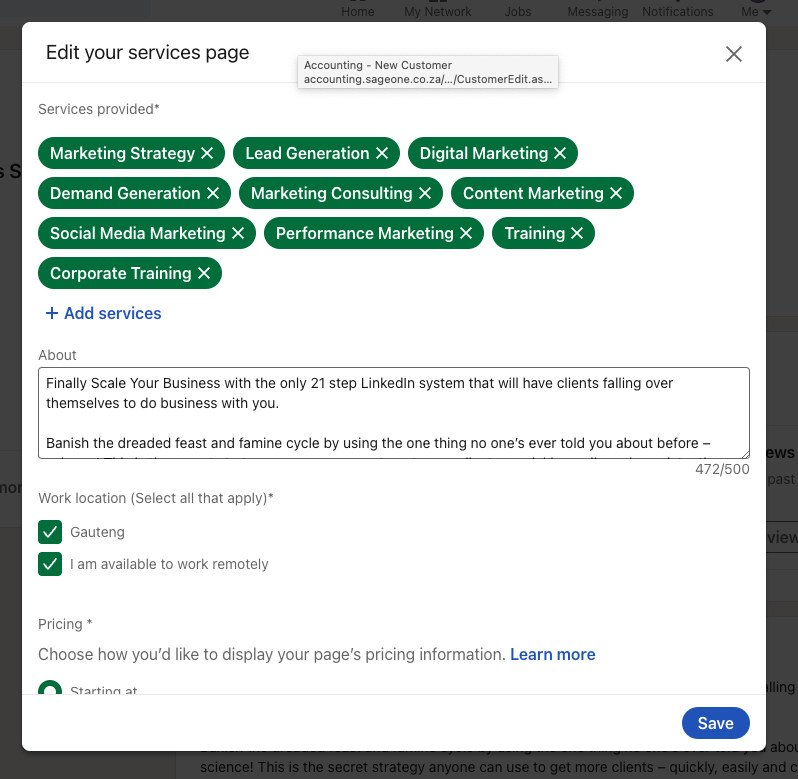 Home My Network Jobs Messaging Notifications Me
Edit your services page
Accounting - New Customer
accounting.sageone.co.za/.../CustomerEdit.as...
Services provided*
Marketing Strategy Lead Generation Digital Marketing
Demand Generation Marketing Consulting Content Marketing
Social Media Marketing Performance Marketing Training
Corporate Training
+ Add services
About
Finally Scale Your Business with the only 21 step LinkedIn system that will have clients falling over
themselves to do business with you.
Banish the dreaded feast and famine cycle by using the one thing no one's ever told you about before –
472/500
Work location (Select all that apply)*
Gauteng
I am available to work remotely
Pricing *
Choose how you'd like to display your page's pricing information. Learn more
Starting at
Save
science! This is the secret strategy anyone can use to get more clients – quickly, easily and